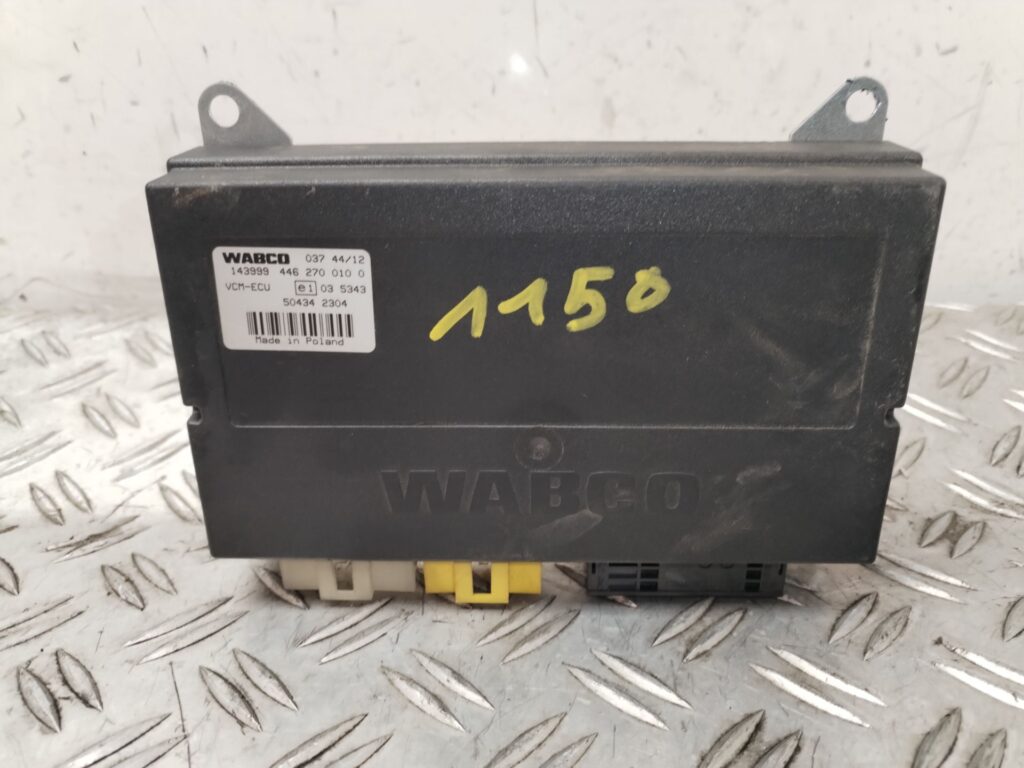 WABCO 037 44/12
143999 446 270 010 0
VCM-ECU e1 03 5343
50434 2304
Made in Poland
1150
WABCO